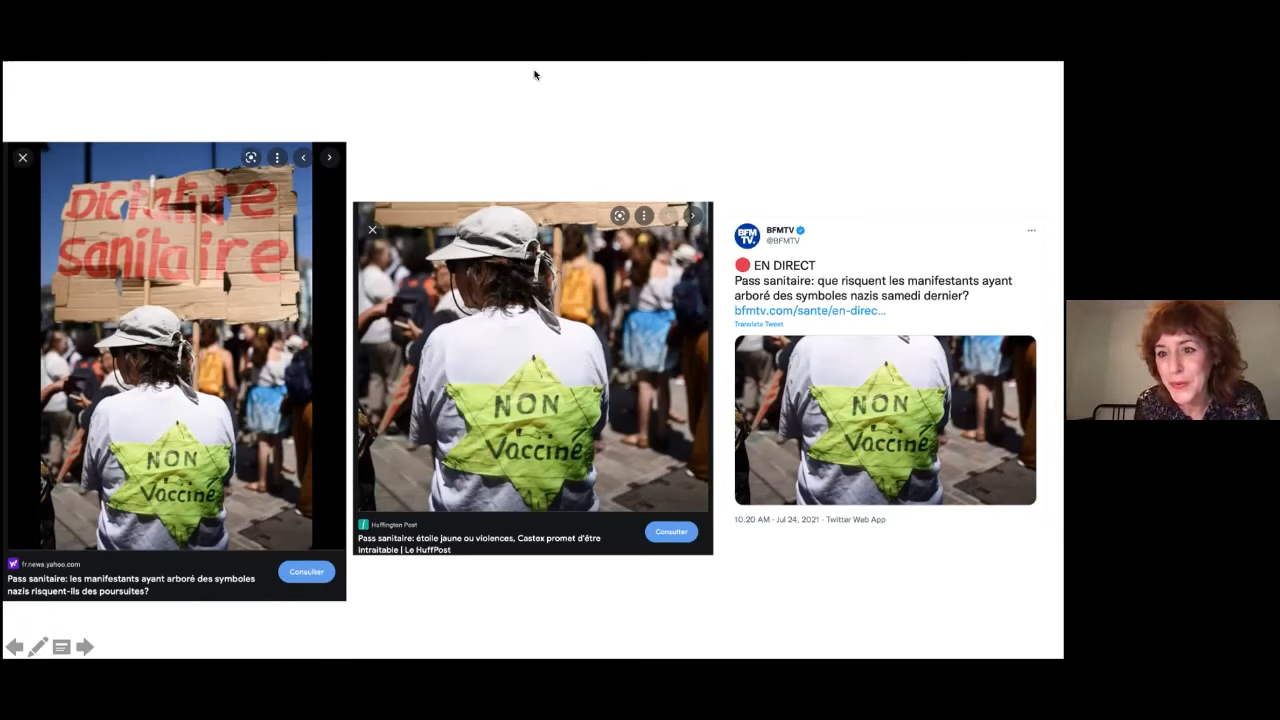 Dictature
sanitaire
NON
Vacciné
fr.news.yahoo.com
Pass sanitaire: les manifestants ayant arboré des symboles
nazis risquent-ils des poursuites?
Consulter
NON
Vacciné
Huffington Post
Pass sanitaire: étoile jaune ou violences, Castex promet d'être
intraitable | Le HuffPost
Consulter
BFM
TV.
BFMTV
@BFMTV
EN DIRECT
Pass sanitaire: que risquent les manifestants ayant
arboré des symboles nazis samedi dernier?
bfmtv.com/sante/en-direc...
Translate Tweet
NON
Vacciné
10:20 AM · Jul 24, 2021 · Twitter Web App